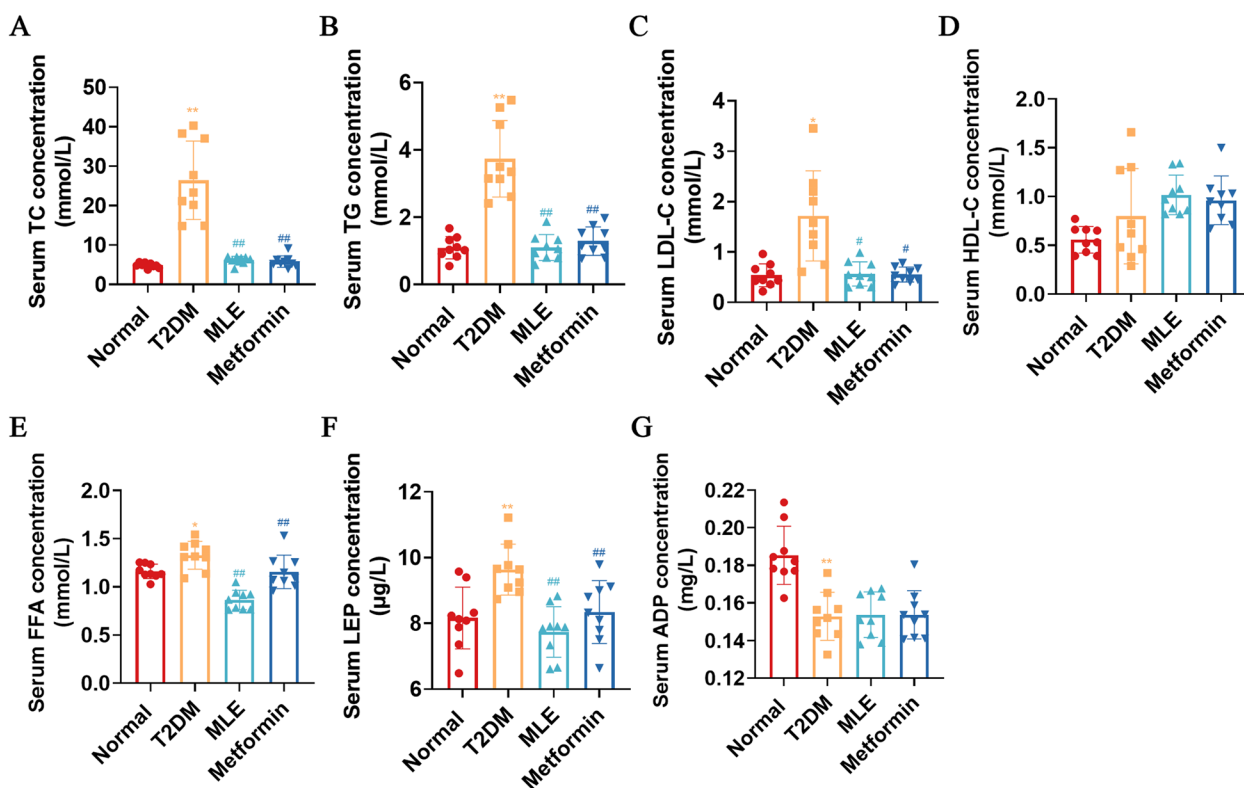 A
Serum TC concentration
(mmol/L)
50
40
30
20
10
0
**
##
##
Normal
T2DM
MLE
Metformin
B
Serum TG concentration
(mmol/L)
6
4
2
0
**
##
##
Normal
T2DM
MLE
Metformin
C
Serum LDL-C concentration
(mmol/L)
4
3
2
1
0
*
#
#
Normal
T2DM
MLE
Metformin
D
Serum HDL-C concentration
(mmol/L)
2.0
1.5
1.0
0.5
0.0
Normal
T2DM
MLE
Metformin
E
Serum FFA concentration
(mmol/L)
2.0
1.5
1.0
0.5
0.0
*
##
##
Normal
T2DM
MLE
Metformin
F
Serum LEP concentration
(μg/L)
12
10
8
6
**
##
##
Normal
T2DM
MLE
Metformin
G
Serum ADP concentration
(mg/L)
0.22
0.20
0.18
0.16
0.14
0.12
**
Normal
T2DM
MLE
Metformin